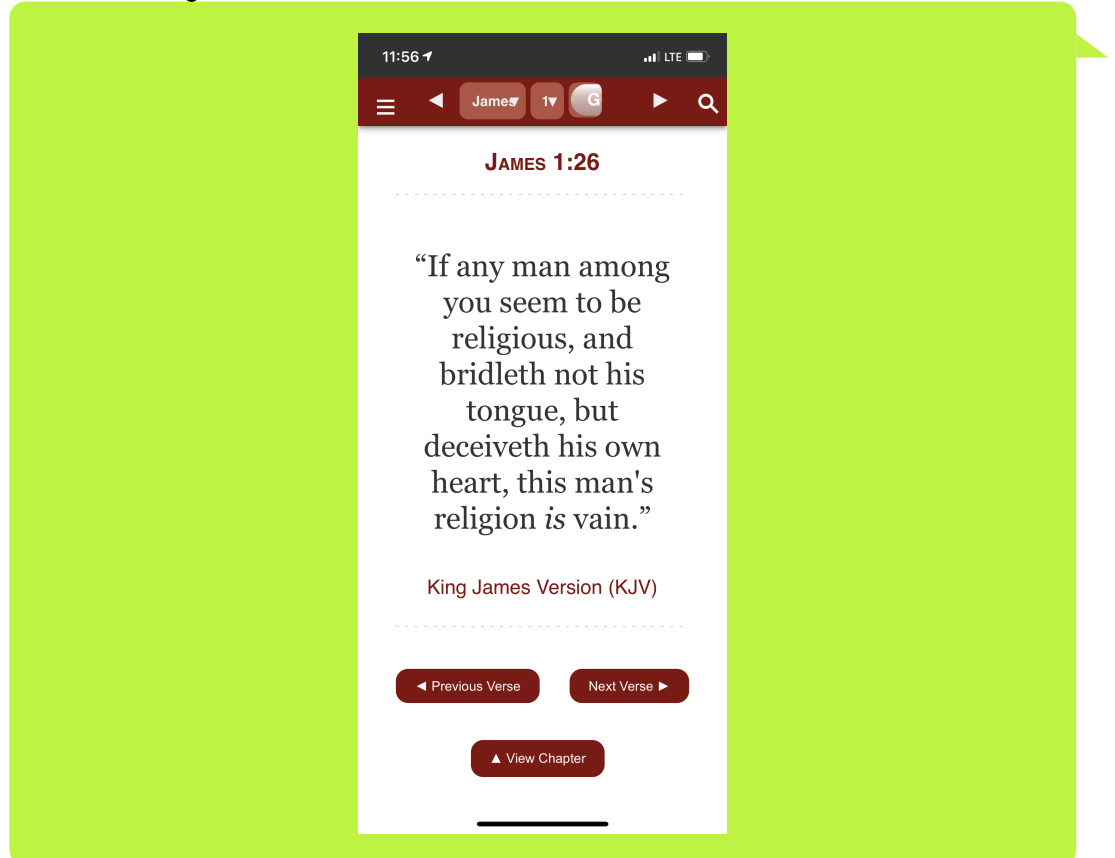 11:56 LTE
James 1 G
James 1:26
“If any man among
you seem to be
religious, and
bridleth not his
tongue, but
deceiveth his own
heart, this man's
religion is vain.”
King James Version (KJV)
◄ Previous Verse Next Verse ►
▲ View Chapter